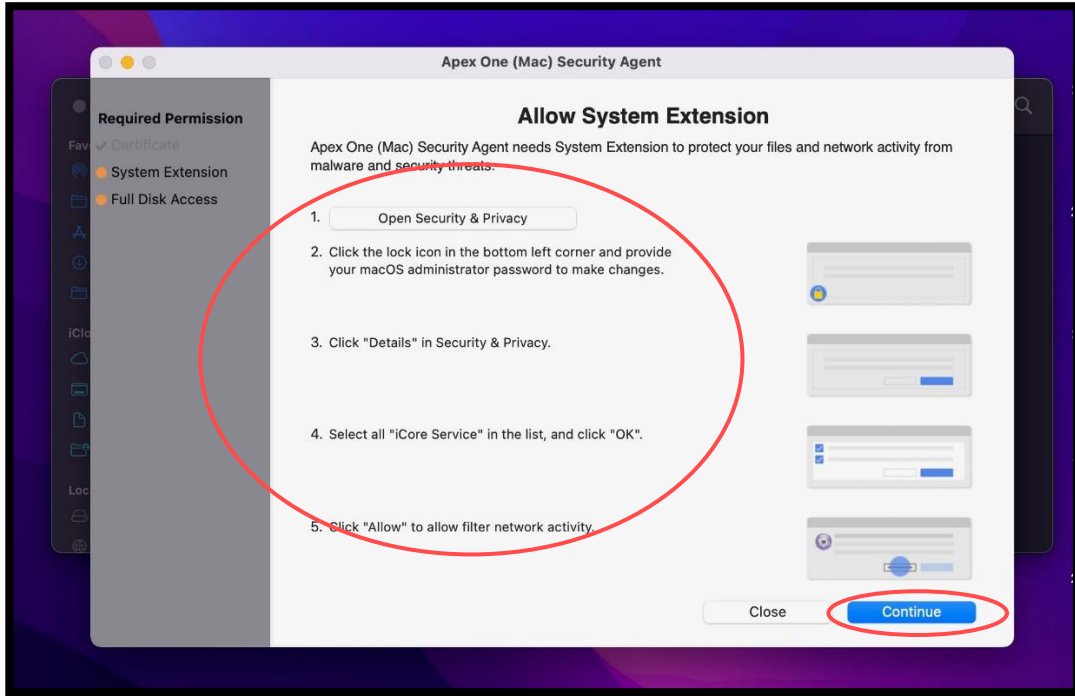 Apex One (Mac) Security Agent
Required Permission
Certificate
System Extension
Full Disk Access
Allow System Extension
Apex One (Mac) Security Agent needs System Extension to protect your files and network activity from
malware and security threats.
1. Open Security & Privacy
2. Click the lock icon in the bottom left corner and provide
your macOS administrator password to make changes.
3. Click "Details" in Security & Privacy.
4. Select all "iCore Service" in the list, and click "OK".
5. Click "Allow" to allow filter network activity.
Close
Continue
Fav
iClo
Loc